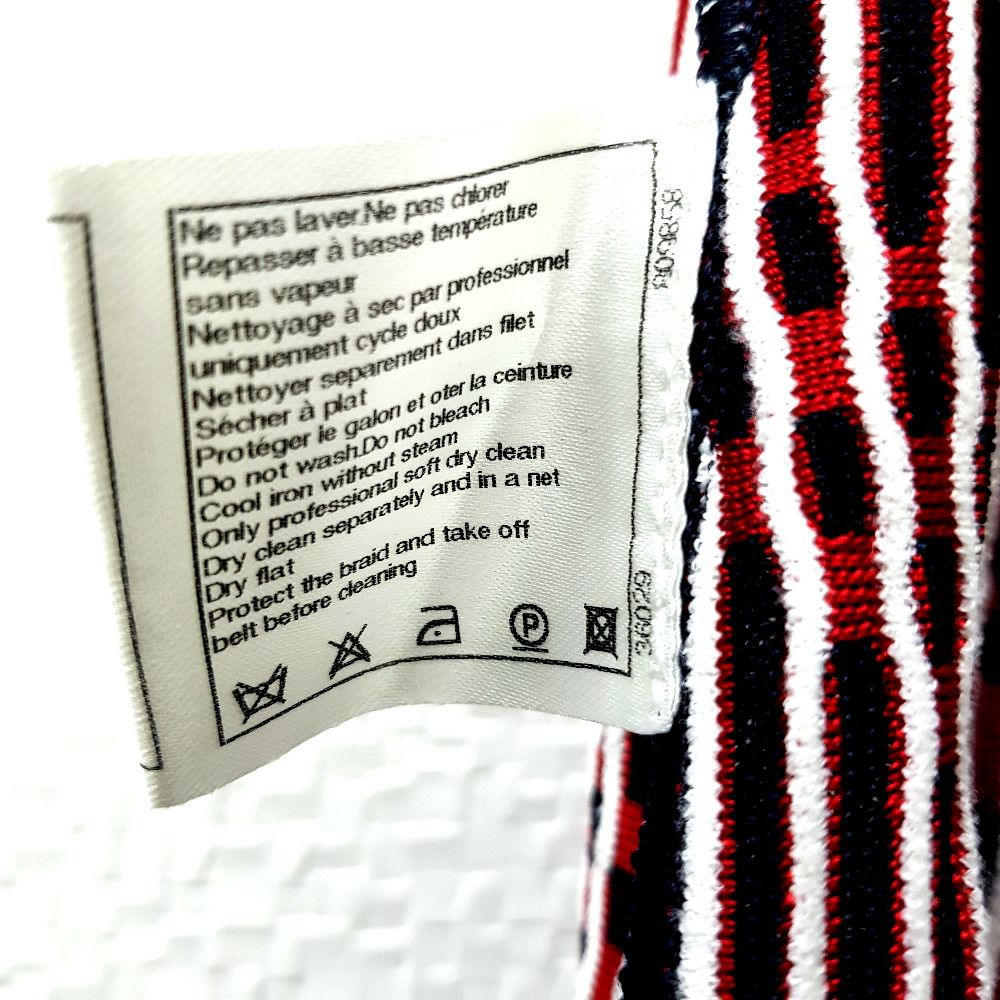 Ne pas laver.Ne pas chlorer
Repasser à basse température
sans vapeur
Nettoyage à sec par professionnel
uniquement cycle doux
Nettoyer separement dans filet
Sécher à plat
Protéger le galon et oter la ceinture
Do not wash.Do not bleach
Cool iron without steam
Only professional soft dry clean
Dry clean separately and in a net
Dry flat
Protect the braid and take off
belt before cleaning
P
36029